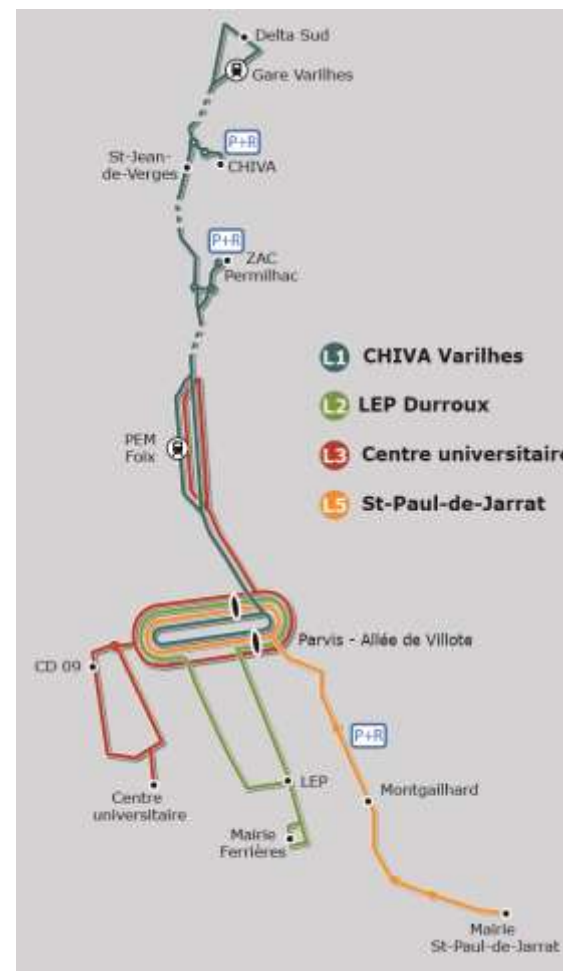 Delta Sud
Gare Varilhes
P+R
St-Jean-
de-Verges
CHIVA
P+R
ZAC
Permilhac
L1 CHIVA Varilhes
L2 LEP Durroux
L3 Centre universitaire
L5 St-Paul-de-Jarrat
PEM
Foix
Parvis - Allée de Villote
CD 09
P+R
LEP
Montgailhard
Centre
universitaire
Mairie
Ferrières
Mairie
St-Paul-de-Jarrat